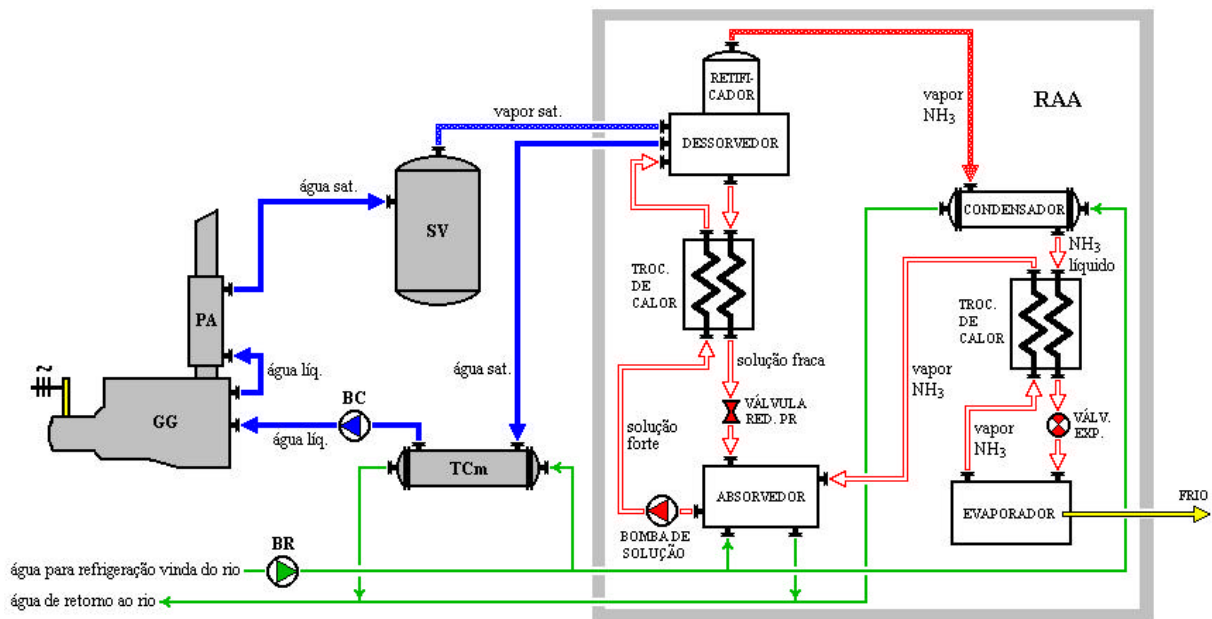 RETIFI-
CADOR
vapor
NH3
RAA
vapor sat.
DESSORVEDOR
água sat.
SV
CONDENSADOR
NH3
líquido
TROC.
DE
CALOR
TROC.
DE
CALOR
PA
água líq.
água sat.
solução fraca
vapor
NH3
GG
BC
VÁLVULA
RED. PR
VÁLV.
EXP.
água líq.
solução
forte
vapor
NH3
TCm
ABSORVEDOR
EVAPORADOR
FRIO
BOMBA DE
SOLUÇÃO
BR
água para refrigeração vinda do rio
água de retorno ao rio